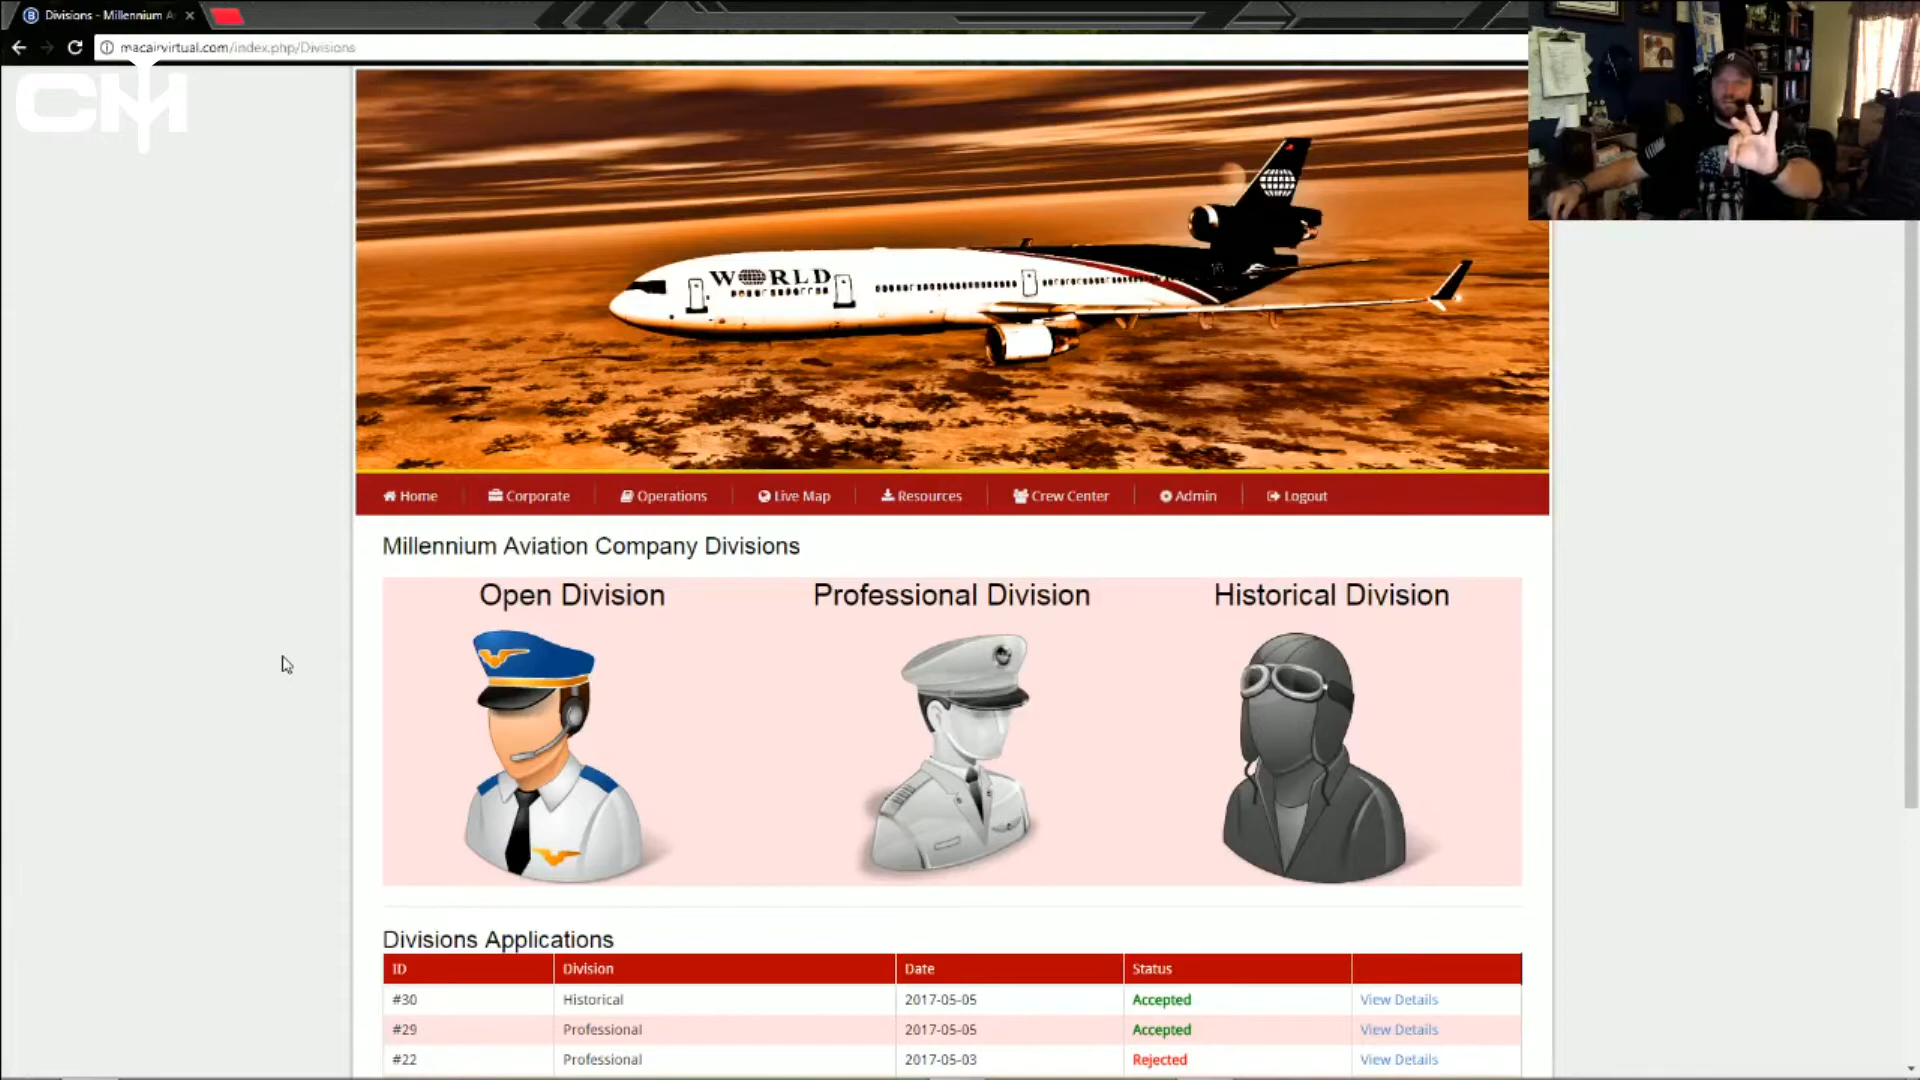 Divisions - Millennium A
macairvirtual.com/index.php/Divisions
CM
WORLD
Home
Corporate
Operations
Live Map
Resources
Crew Center
Admin
Logout
Millennium Aviation Company Divisions
Open Division
Professional Division
Historical Division
Divisions Applications
ID Division Date Status
#30 Historical 2017-05-05 Accepted View Details
#29 Professional 2017-05-05 Accepted View Details
#22 Professional 2017-05-03 Rejected View Details